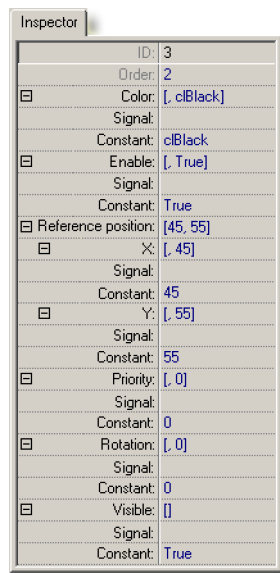 Inspector
ID: 3
Order: 2
Color: [, clBlack]
Signal:
Constant: clBlack
Enable: [, True]
Signal:
Constant: True
Reference position: [45, 55]
X: [, 45]
Signal:
Constant: 45
Y: [, 55]
Signal:
Constant: 55
Priority: [, 0]
Signal:
Constant: 0
Rotation: [, 0]
Signal:
Constant: 0
Visible: []
Signal:
Constant: True